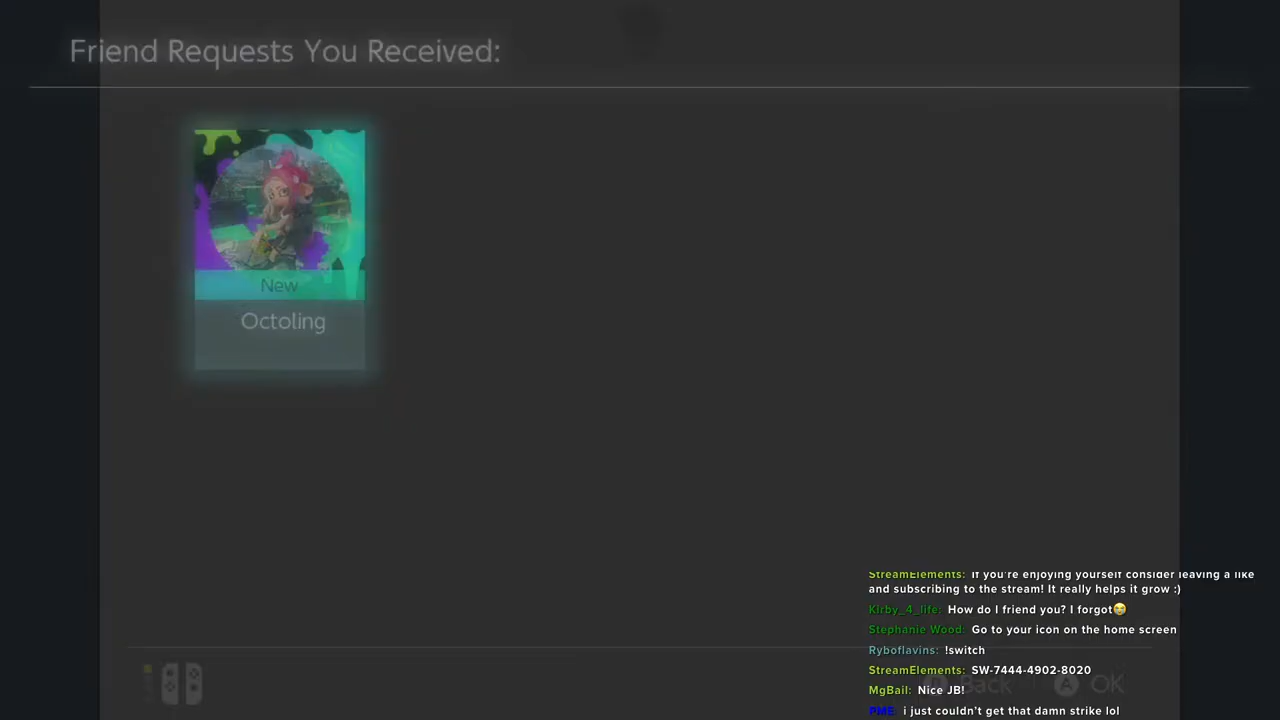 Friend Requests You Received:
New
Octoling
StreamElements: If you're enjoying yourself consider leaving a like
and subscribing to the stream! It really helps it grow :)
KIrby_4_life: How do I friend you? I forgot😭
Stephanie Wood: Go to your icon on the home screen
Ryboflavins: !switch
StreamElements: SW-7444-4902-8020
MgBail: Nice JB!
PME: i just couldn't get that damn strike lol
Back
A OK